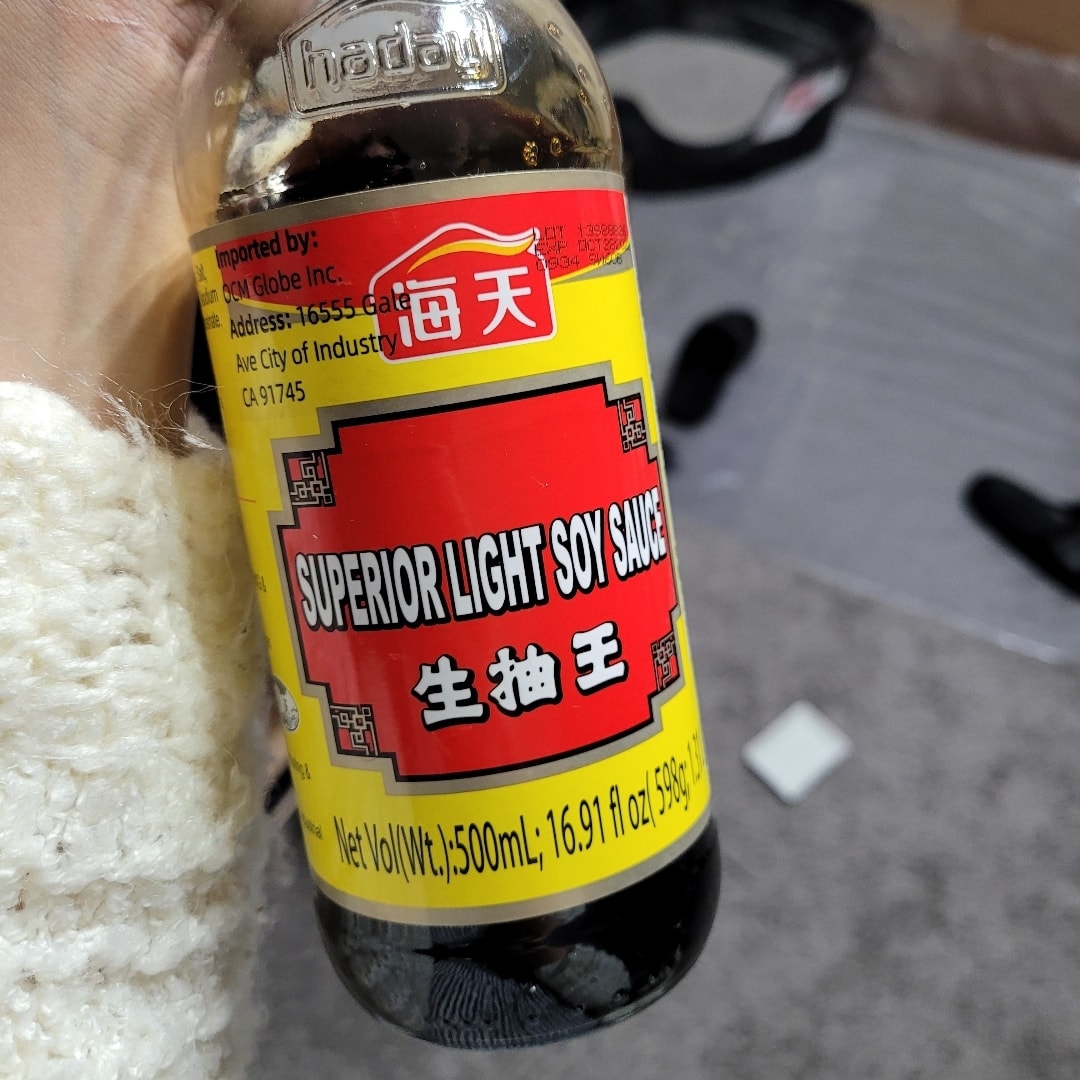 haday
Imported by:
OCM Globe Inc.
Address: 16555 Gale
Ave City of Industry
CA 91745
海天
SUPERIOR LIGHT SOY SAUCE
生抽王
Net Vol(Wt.):500mL; 16.91 fl oz( 598g;